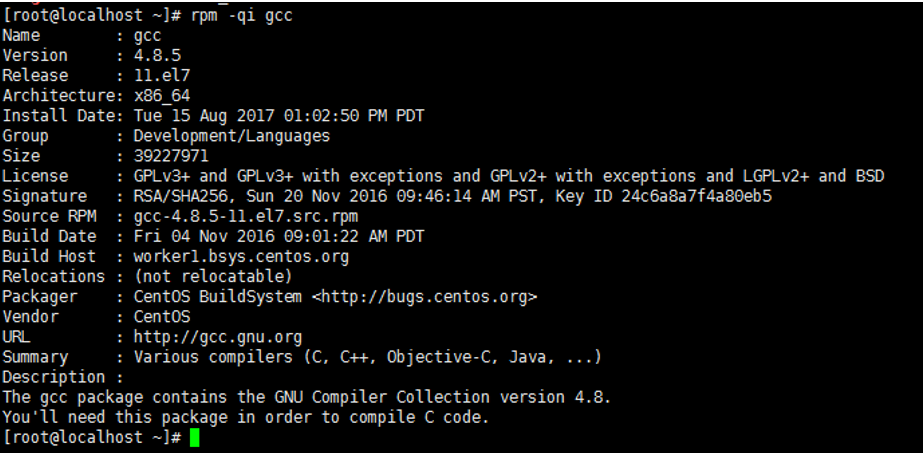 [root@localhost ~]# rpm -qi gcc
Name        : gcc
Version     : 4.8.5
Release     : 11.el7
Architecture: x86_64
Install Date: Tue 15 Aug 2017 01:02:50 PM PDT
Group       : Development/Languages
Size        : 39227971
License     : GPLv3+ and GPLv3+ with exceptions and GPLv2+ with exceptions and LGPLv2+ and BSD
Signature   : RSA/SHA256, Sun 20 Nov 2016 09:46:14 AM PST, Key ID 24c6a8a7f4a80eb5
Source RPM  : gcc-4.8.5-11.el7.src.rpm
Build Date  : Fri 04 Nov 2016 09:01:22 AM PDT
Build Host  : worker1.bsys.centos.org
Relocations : (not relocatable)
Packager    : CentOS BuildSystem <http://bugs.centos.org>
Vendor      : CentOS
URL         : http://gcc.gnu.org
Summary     : Various compilers (C, C++, Objective-C, Java, ...)
Description :
The gcc package contains the GNU Compiler Collection version 4.8.
You'll need this package in order to compile C code.
[root@localhost ~]#